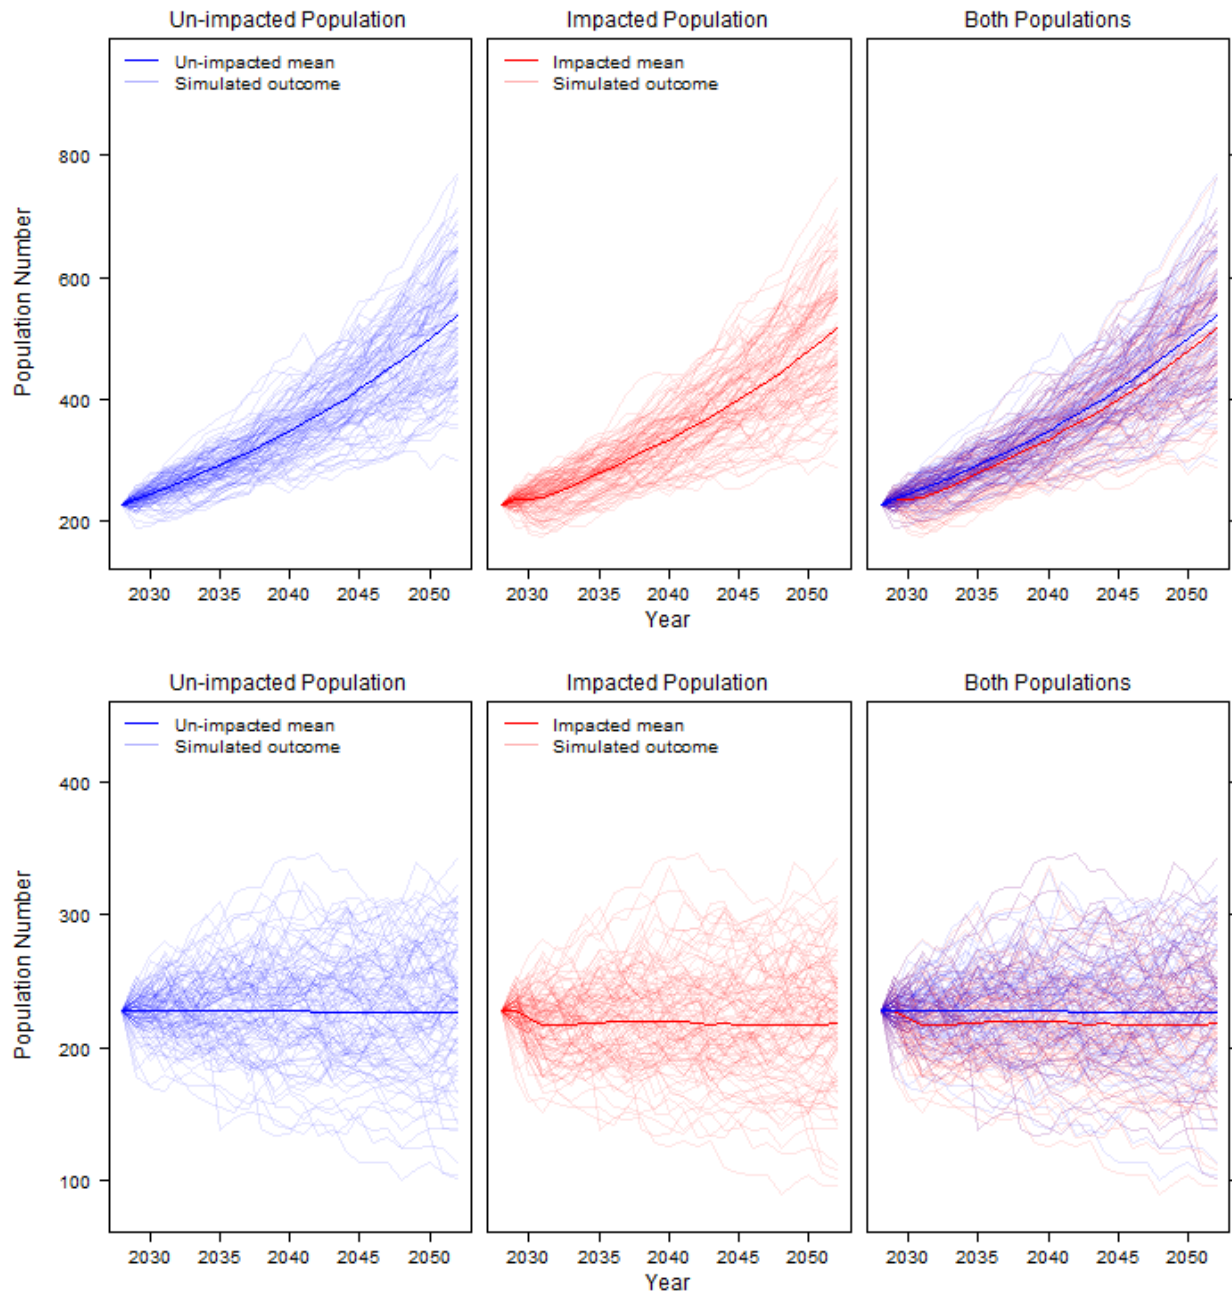 Un-impacted Population
Impacted Population
Both Populations
Un-impacted mean
Simulated outcome
Impacted mean
Simulated outcome
Population Number
800
600
400
200
2030 2035 2040 2045 2050
2030 2035 2040 2045 2050
2030 2035 2040 2045 2050
Year
Un-impacted Population
Impacted Population
Both Populations
Un-impacted mean
Simulated outcome
Impacted mean
Simulated outcome
Population Number
400
300
200
100
2030 2035 2040 2045 2050
2030 2035 2040 2045 2050
2030 2035 2040 2045 2050
Year